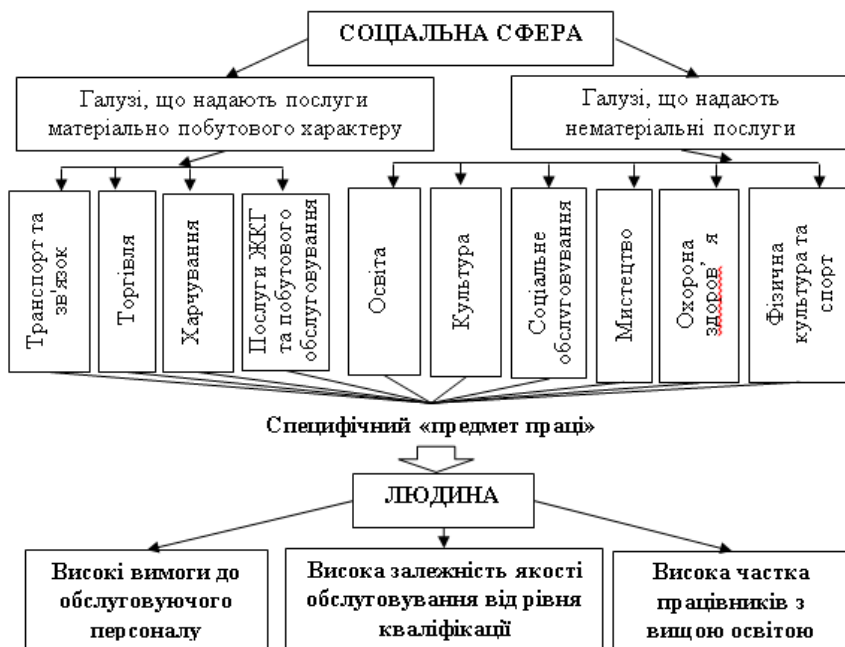 СОЦІАЛЬНА СФЕРА
Галузі, що надають послуги
матеріально побутового характеру
Галузі, що надають
нематеріальні послуги
Транспорт та
зв'язок
Торгівля
Харчування
Послуги ЖКГ
та побутового
обслуговування
Освіта
Культура
Соціальне
обслуговування
Мистецтво
Охорона
здоров’ я
Фізична
культура та
спорт
Специфічний «предмет праці»
ЛЮДИНА
Високі вимоги до
обслуговуючого
персоналу
Висока залежність якості
обслуговування від рівня
кваліфікації
Висока частка
працівників з
вищою освітою